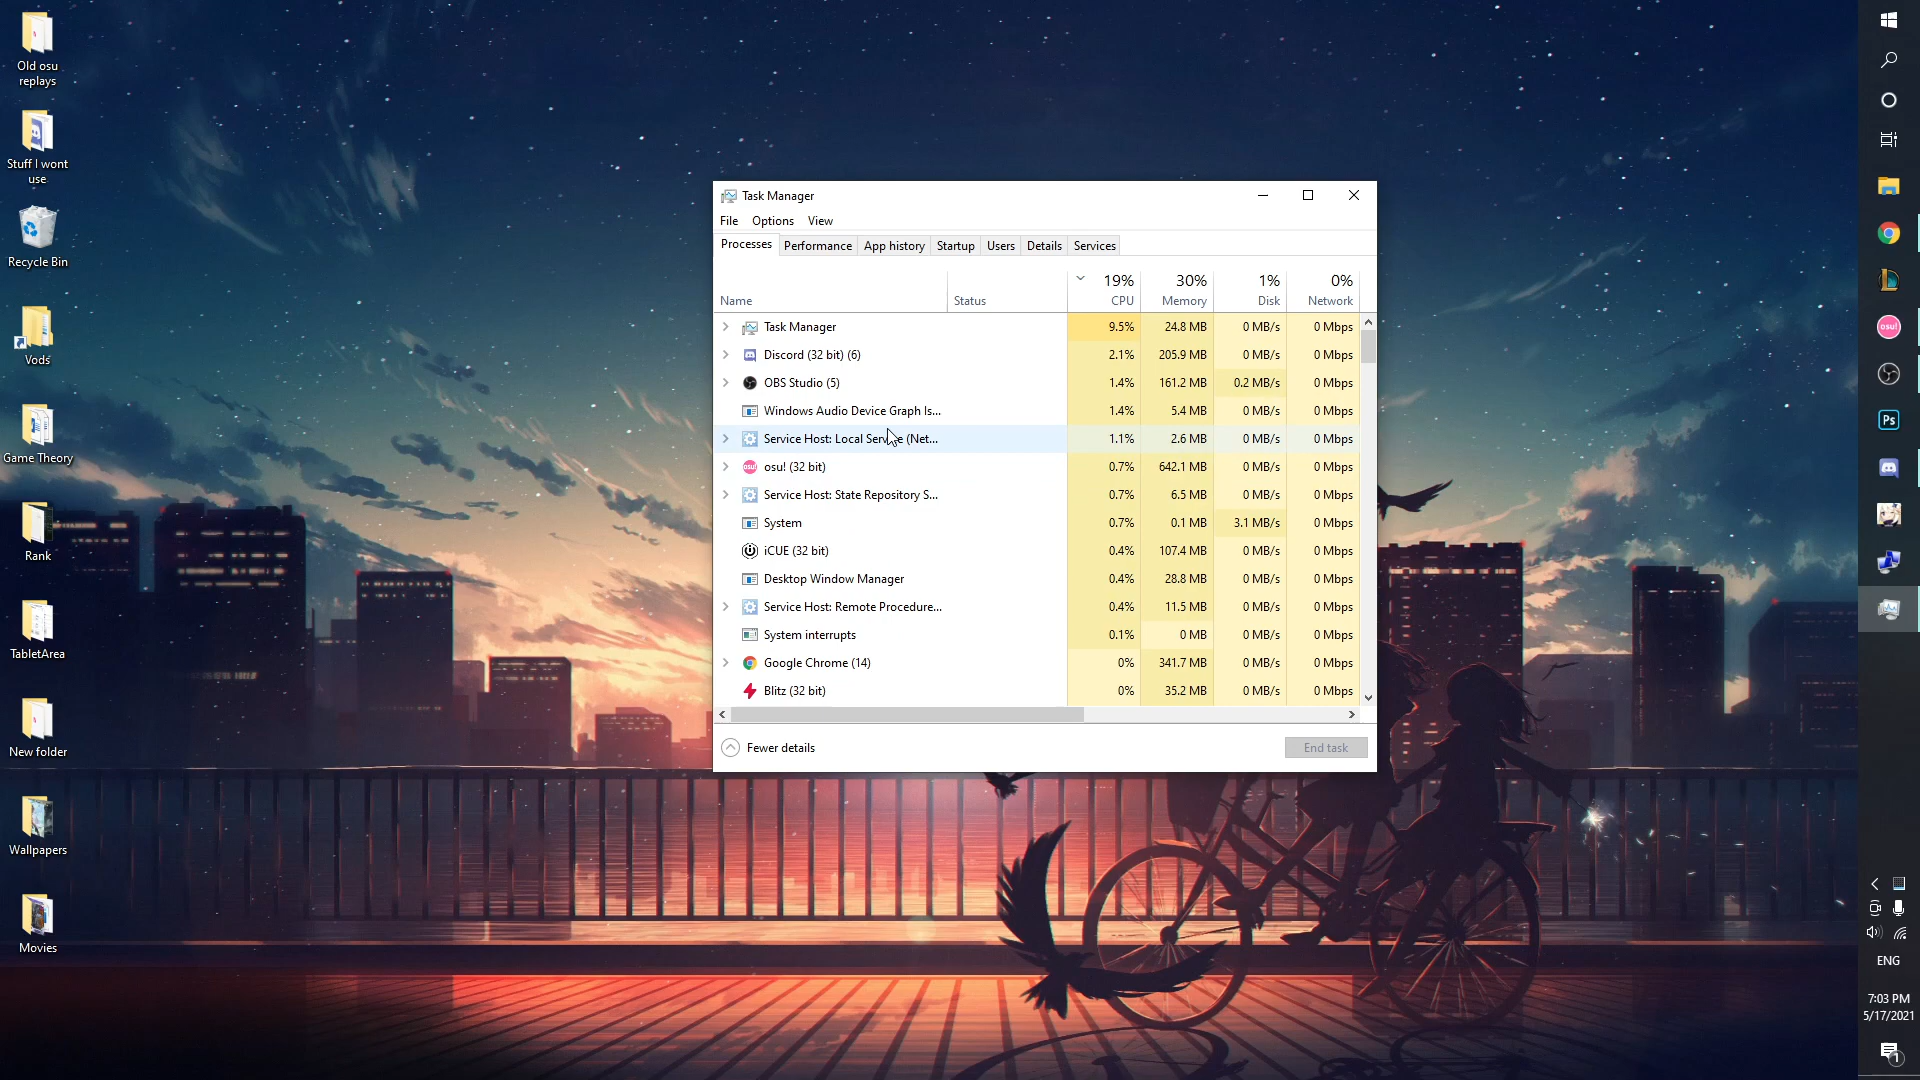 Old osu
replays
Stuff I wont
use
Recycle Bin
Vods
Game Theory
Rank
TabletArea
New folder
Wallpapers
Movies
Task Manager
File Options View
Processes Performance App history Startup Users Details Services
19% 30% 1% 0%
Name Status CPU Memory Disk Network
Task Manager 9.5% 24.8 MB 0 MB/s 0 Mbps
Discord (32 bit) (6) 2.1% 205.9 MB 0 MB/s 0 Mbps
OBS Studio (5) 1.4% 161.2 MB 0.2 MB/s 0 Mbps
Windows Audio Device Graph Is... 1.4% 5.4 MB 0 MB/s 0 Mbps
Service Host: Local Service (Net... 1.1% 2.6 MB 0 MB/s 0 Mbps
osu! osu! (32 bit) 0.7% 642.1 MB 0 MB/s 0 Mbps
Service Host: State Repository S... 0.7% 6.5 MB 0 MB/s 0 Mbps
System 0.7% 0.1 MB 3.1 MB/s 0 Mbps
iCUE (32 bit) 0.4% 107.4 MB 0 MB/s 0 Mbps
Desktop Window Manager 0.4% 28.8 MB 0 MB/s 0 Mbps
Service Host: Remote Procedure... 0.4% 11.5 MB 0 MB/s 0 Mbps
System interrupts 0.1% 0 MB 0 MB/s 0 Mbps
Google Chrome (14) 0% 341.7 MB 0 MB/s 0 Mbps
Blitz (32 bit) 0% 35.2 MB 0 MB/s 0 Mbps
Fewer details End task
osu!
Ps
ENG
7:03 PM
5/17/2021
1